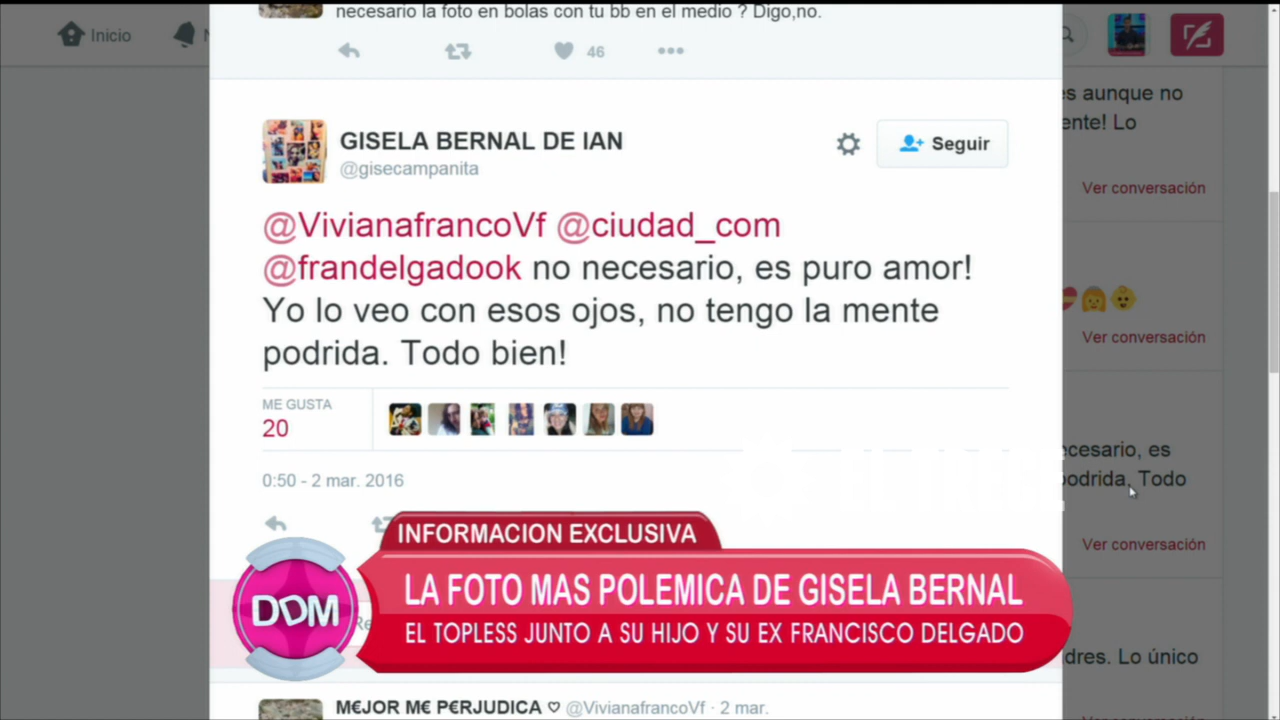 necesario la foto en bolas con tu bb en el medio ? Digo,no.
Inicio
46
GISELA BERNAL DE IAN
@gisecampanita
Seguir
@VivianafrancoVf @ciudad_com
@frandelgadook no necesario, es puro amor!
Yo lo veo con esos ojos, no tengo la mente
podrida. Todo bien!
ME GUSTA
20
0:50 - 2 mar. 2016
es aunque no
ente! Lo
Ver conversación
Ver conversación
ecesario, es
podrida. Todo
Ver conversación
INFORMACION EXCLUSIVA
DDM
LA FOTO MAS POLEMICA DE GISELA BERNAL
EL TOPLESS JUNTO A SU HIJO Y SU EX FRANCISCO DELGADO
dres. Lo único
M€JOR M€ P€RJUDICA ♡ @VivianafrancoVf · 2 mar.